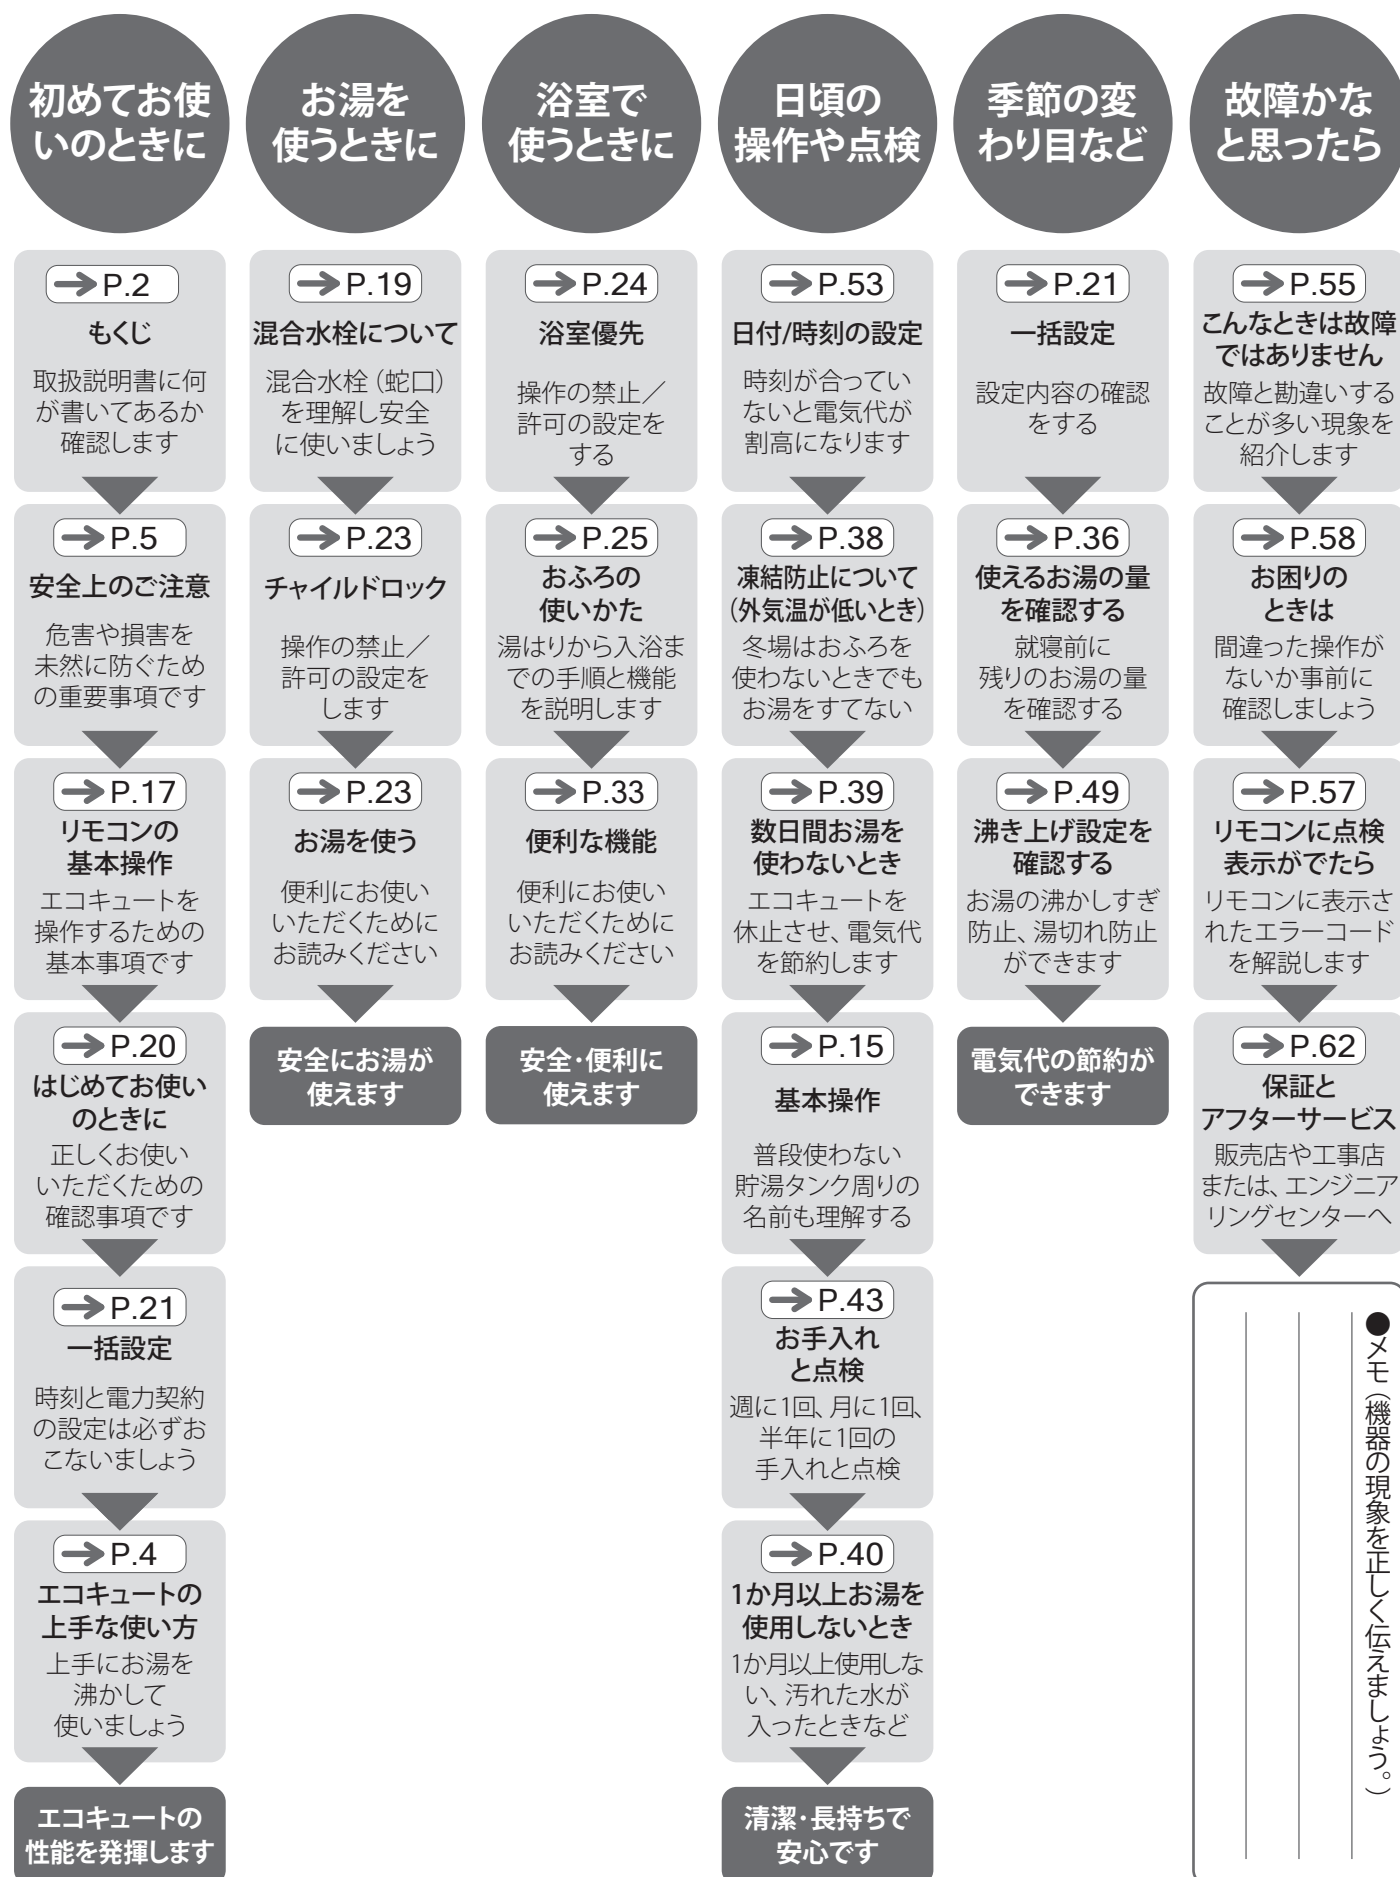 初めてお使
いのときに
→P.2
もくじ
取扱説明書に何
が書いてあるか
確認します
→P.5
安全上のご注意
危害や損害を
未然に防ぐため
の重要事項です
→P.17
リモコンの
基本操作
エコキュートを
操作するための
基本事項です
→P.20
はじめてお使い
のときに
正しくお使い
いただくための
確認事項です
→P.21
一括設定
時刻と電力契約
の設定は必ずお
こないましょう
→P.4
エコキュートの
上手な使い方
上手にお湯を
沸かして
使いましょう
エコキュートの
性能を発揮します
お湯を
使うときに
→P.19
混合水栓について
混合水栓（蛇口）
を理解し安全
に使いましょう
→P.23
チャイルドロック
操作の禁止／
許可の設定を
します
→P.23
お湯を使う
便利にお使い
いただくために
お読みください
安全にお湯が
使えます
浴室で
使うときに
→P.24
浴室優先
操作の禁止／
許可の設定を
する
→P.25
おふろの
使いかた
湯はりから入浴ま
での手順と機能
を説明します
→P.33
便利な機能
便利にお使い
いただくために
お読みください
安全・便利に
使えます
日頃の
操作や点検
→P.53
日付/時刻の設定
時刻が合ってい
ないと電気代が
割高になります
→P.38
凍結防止について
（外気温が低いとき）
冬場はおふろを
使わないときでも
お湯をすてない
→P.39
数日間お湯を
使わないとき
エコキュートを
休止させ、電気代
を節約します
→P.15
基本操作
普段使わない
貯湯タンク周りの
名前も理解する
→P.43
お手入れ
と点検
週に1回、月に1回、
半年に1回の
手入れと点検
→P.40
1か月以上お湯を
使用しないとき
1か月以上使用しな
い、汚れた水が
入ったときなど
清潔・長持ちで
安心です
季節の変
わり目など
→P.21
一括設定
設定内容の確認
をする
→P.36
使えるお湯の量
を確認する
就寝前に
残りのお湯の量
を確認する
→P.49
沸き上げ設定を
確認する
お湯の沸かしすぎ
防止、湯切れ防止
ができます
電気代の節約が
できます
故障かな
と思ったら
→P.55
こんなときは故障
ではありません
故障と勘違いする
ことが多い現象を
紹介します
→P.58
お困りの
ときは
間違った操作が
ないか事前に
確認しましょう
→P.57
リモコンに点検
表示がでたら
リモコンに表示さ
れたエラーコード
を解説します
→P.62
保証と
アフターサービス
販売店や工事店
または、エンジニア
リングセンターへ
●メモ（機器の現象を正しく伝えましょう。）